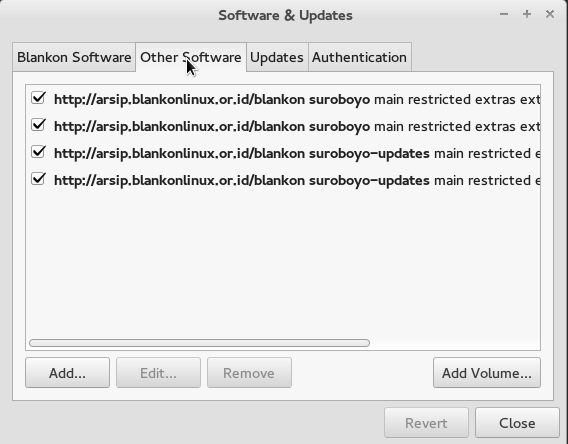 Software & Updates
Blankon Software Other Software Updates Authentication
http://arsip.blankonlinux.or.id/blankon suroboyo main restricted extras ext
http://arsip.blankonlinux.or.id/blankon suroboyo main restricted extras ext
http://arsip.blankonlinux.or.id/blankon suroboyo-updates main restricted e
http://arsip.blankonlinux.or.id/blankon suroboyo-updates main restricted e
Add... Edit... Remove Add Volume...
Revert Close